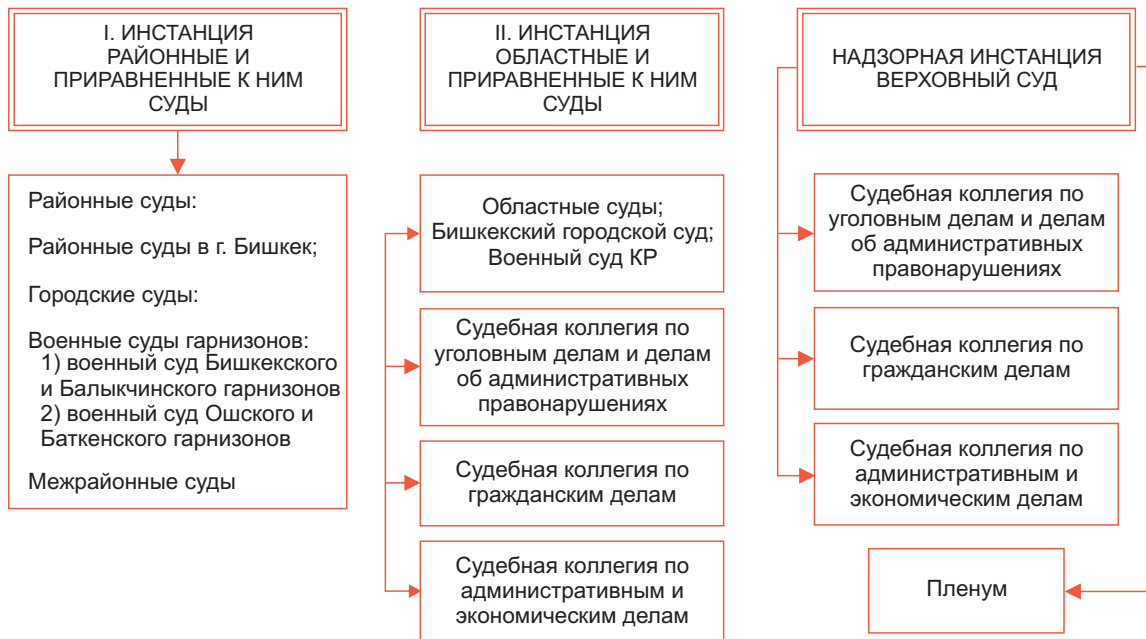 I. ИНСТАНЦИЯ
РАЙОННЫЕ И
ПРИРАВНЕННЫЕ К НИМ
СУДЫ
Районные суды:
Районные суды в г. Бишкек;
Городские суды:
Военные суды гарнизонов:
1) военный суд Бишкекского
и Балыкчинского гарнизонов
2) военный суд Ошского и
Баткенского гарнизонов
Межрайонные суды
II. ИНСТАНЦИЯ
ОБЛАСТНЫЕ И
ПРИРАВНЕННЫЕ К НИМ
СУДЫ
Областные суды;
Бишкекский городской суд;
Военный суд КР
Судебная коллегия по
уголовным делам и делам
об административных
правонарушениях
Судебная коллегия по
гражданским делам
Судебная коллегия по
административным и
экономическим делам
НАДЗОРНАЯ ИНСТАНЦИЯ
ВЕРХОВНЫЙ СУД
Судебная коллегия по
уголовным делам и делам
об административных
правонарушениях
Судебная коллегия по
гражданским делам
Судебная коллегия по
административным и
экономическим делам
Пленум